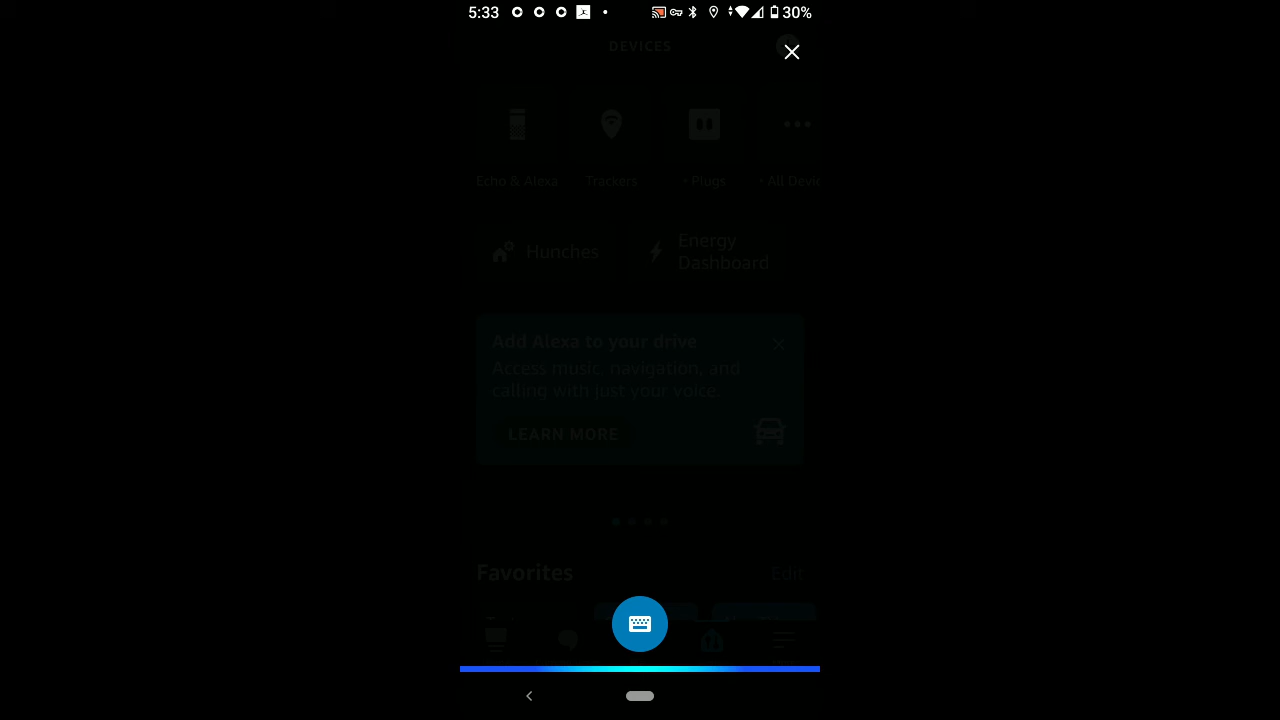 5:33
30%
DEVICES
Echo & Alexa
Trackers
Plugs
All Devic
Hunches
Energy
Dashboard
Add Alexa to your drive
Access music, navigation, and
calling with just your voice.
LEARN MORE
Favorites
Edit